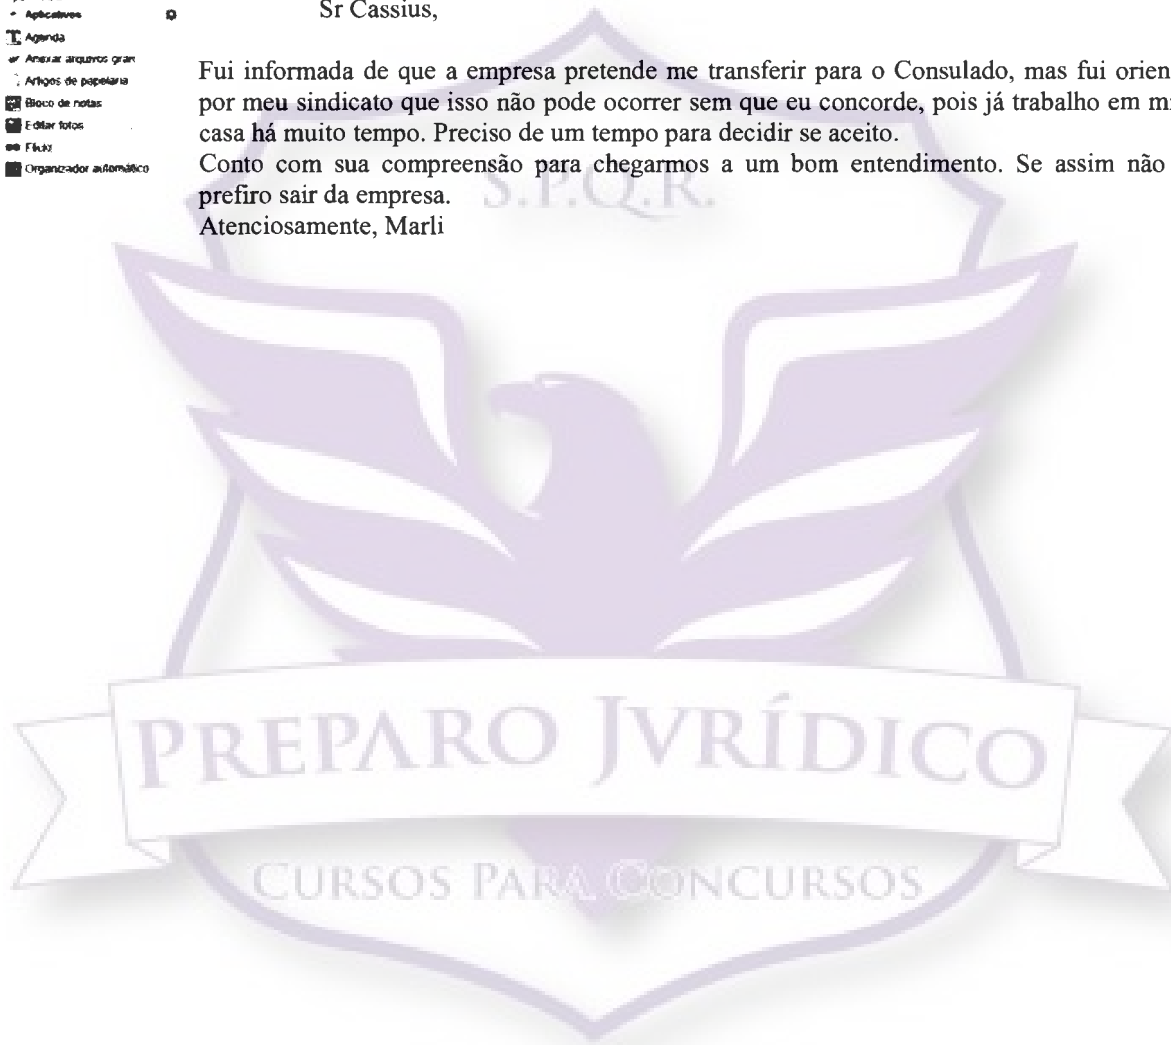 Aplicativos
Agenda
Anexar arquivos gran
Artigos de papelaria
Bloco de notas
Editar fotos
Flickr
Organizador automático
Sr Cassius,
Fui informada de que a empresa pretende me transferir para o Consulado, mas fui orien
por meu sindicato que isso não pode ocorrer sem que eu concorde, pois já trabalho em m
casa há muito tempo. Preciso de um tempo para decidir se aceito.
Conto com sua compreensão para chegarmos a um bom entendimento. Se assim não
prefiro sair da empresa.
Atenciosamente, Marli
S.P.Q.R.
PREPARO JVRÍDICO
CURSOS PARA CONCURSOS